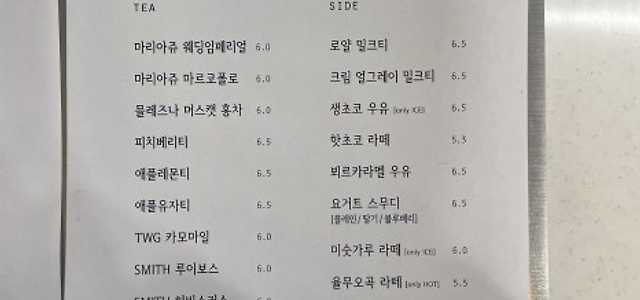 TEA
마리아쥬 웨딩임페리얼 6.0
마리아쥬 마르코폴로 6.0
믈레즈나 머스캣 홍차 6.0
피치베리티 6.5
애플레몬티 6.5
애플유자티 6.5
TWG 카모마일 6.0
SMITH 루이보스 6.0
SMITH 6.0
SIDE
로얄 밀크티 6.5
크림 얼그레이 밀크티 6.5
생초코 우유 [only ICE] 6.5
핫초코 라떼 5.3
뵈르카라멜 우유 6.5
요거트 스무디 6.5
[플레인/딸기/블루베리]
미숫가루 라떼 [only ICE] 6.0
율무오곡 라떼 [only HOT] 5.5